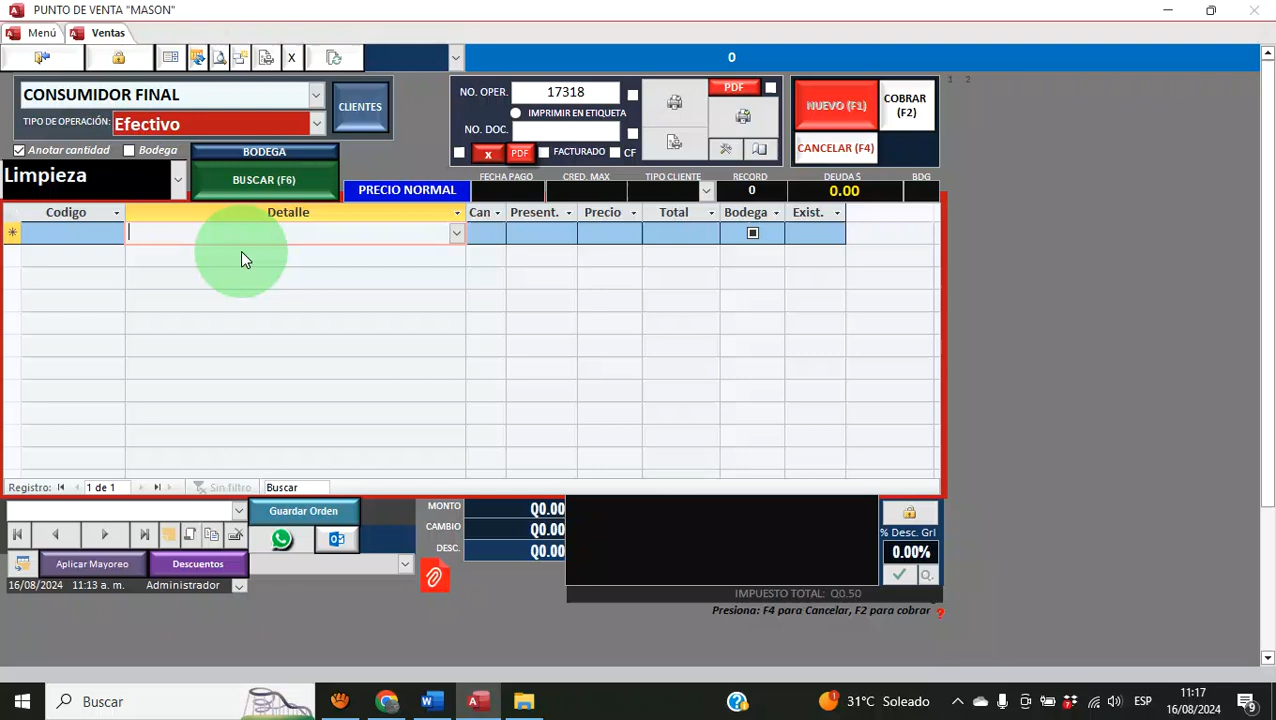 PUNTO DE VENTA "MASON"
Menú
Ventas
X
0
CONSUMIDOR FINAL
TIPO DE OPERACIÓN:
Efectivo
CLIENTES
Anotar cantidad
Bodega
BODEGA
Limpieza
BUSCAR (F6)
NO. OPER.
17318
IMPRIMIR EN ETIQUETA
NO. DOC.
X
PDF
FACTURADO
CF
PDF
NUEVO (F1)
COBRAR (F2)
CANCELAR (F4)
1 2
PRECIO NORMAL
FECHA PAGO
CRED. MAX
TIPO CLIENTE
RECORD
0
DEUDA $
0.00
BDG
Codigo
Detalle
Can
Present.
Precio
Total
Bodega
Exist.
Registro:
1 de 1
Sin filtro
Buscar
Guardar Orden
Aplicar Mayoreo
Descuentos
16/08/2024
11:13 a. m.
Administrador
MONTO
Q0.00
CAMBIO
Q0.00
DESC.
Q0.00
% Desc. Grl
0.00%
IMPUESTO TOTAL: Q0.50
Presiona: F4 para Cancelar, F2 para cobrar
?
Buscar
31°C Soleado
ESP
11:17
16/08/2024
9